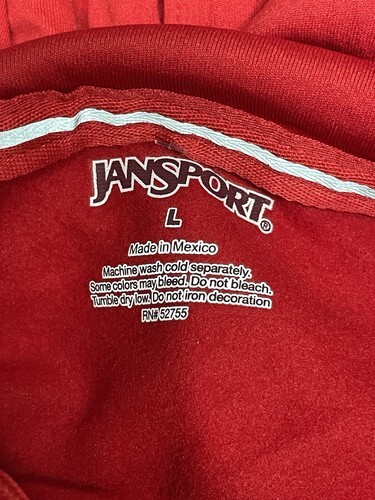 JANSPORT®
L
Made in Mexico
Machine wash cold separately.
Some colors may bleed. Do not bleach.
Tumble dry low. Do not iron decoration
RN# 52755